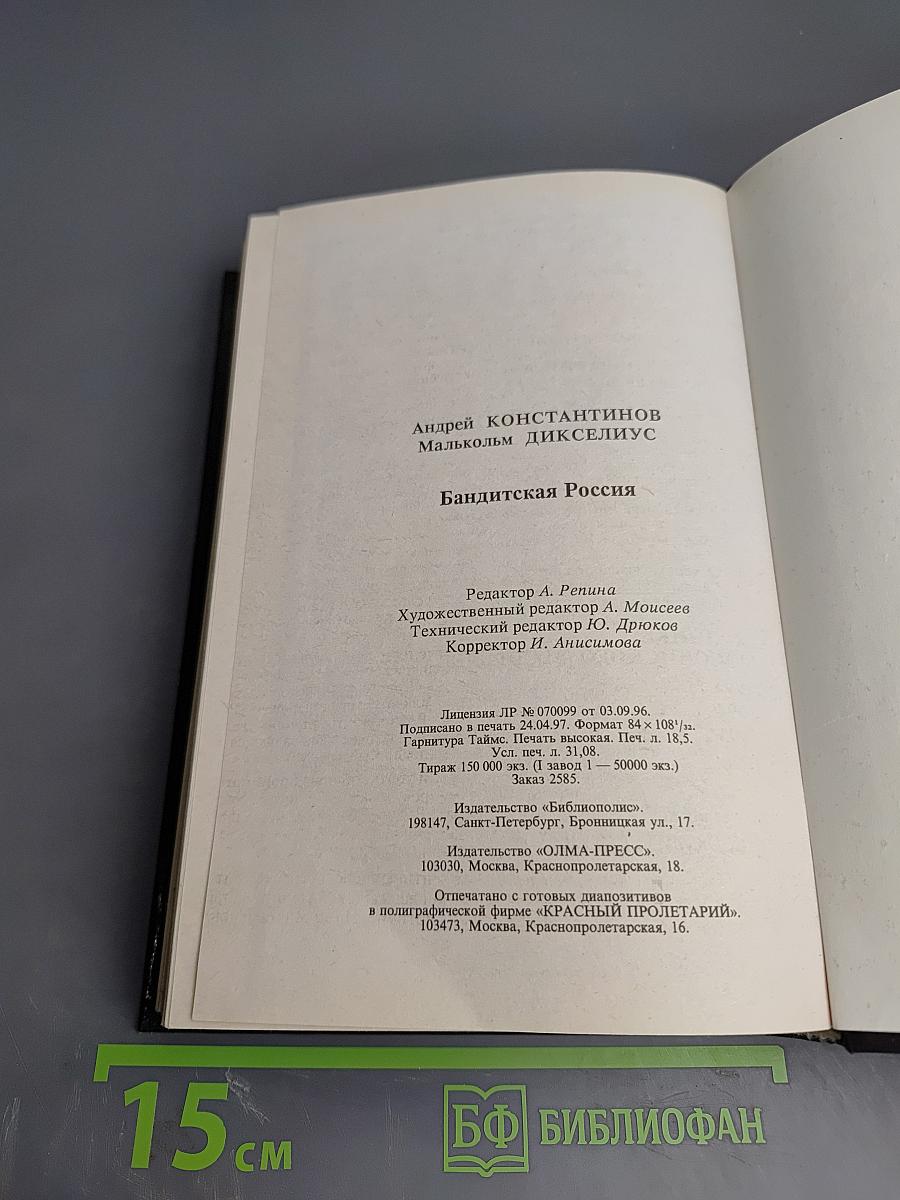 Андрей КОНСТАНТИНОВ
Малькольм ДИКСЕЛИУС
Бандитская Россия
Редактор А. Репина
Художественный редактор А. Моисеев
Технический редактор Ю. Дрюков
Корректор И. Анисимова
Лицензия ЛР № 070099 от 03.09.96.
Подписано в печать 24.04.97. Формат 84 × 108¹/₃₂.
Гарнитура Таймс. Печать высокая. Печ. л. 18,5.
Усл. печ. л. 31,08.
Тираж 150 000 экз. (I завод 1 — 50000 экз.)
Заказ 2585.
Издательство «Библиополис».
198147, Санкт-Петербург, Бронницкая ул., 17.
Издательство «ОЛМА-ПРЕСС».
103030, Москва, Краснопролетарская, 18.
Отпечатано с готовых диапозитивов
в полиграфической фирме «КРАСНЫЙ ПРОЛЕТАРИЙ».
103473, Москва, Краснопролетарская, 16.
15 см
БФ БИБЛИОФАН